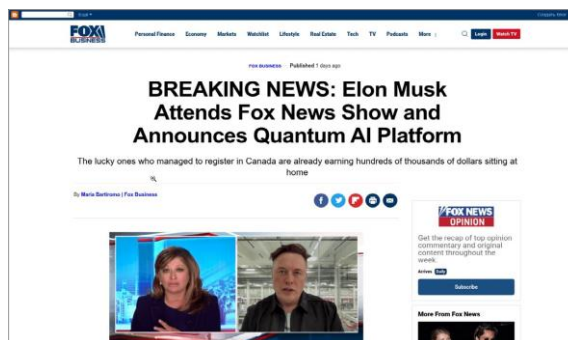 FOX
BUSINESS
Personal Finance Economy Markets Watchlist Lifestyle Real Estate Tech TV Podcasts More
Login Watch TV
FOX BUSINESS Published 1 days ago
BREAKING NEWS: Elon Musk
Attends Fox News Show and
Announces Quantum AI Platform
The lucky ones who managed to register in Canada are already earning hundreds of thousands of dollars sitting at
home
By Maria Bartiromo | Fox Business
FOX NEWS
OPINION
Get the recap of top opinion
commentary and original
content throughout the
week.
Arrives Daily
Subscribe
More From Fox News